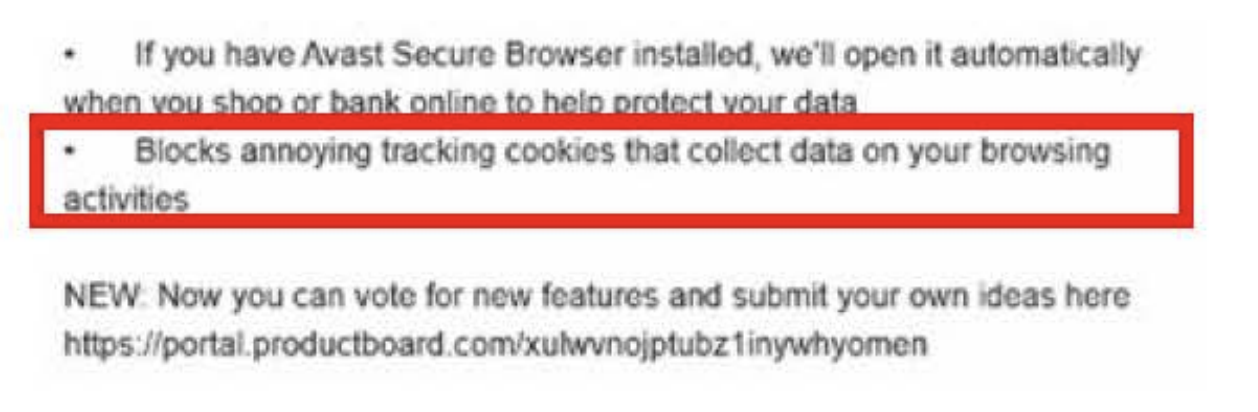 • If you have Avast Secure Browser installed, we'll open it automatically
when you shop or bank online to help protect your data
• Blocks annoying tracking cookies that collect data on your browsing
activities
NEW: Now you can vote for new features and submit your own ideas here
https://portal.productboard.com/xulwvnojptubz1inywhyomen